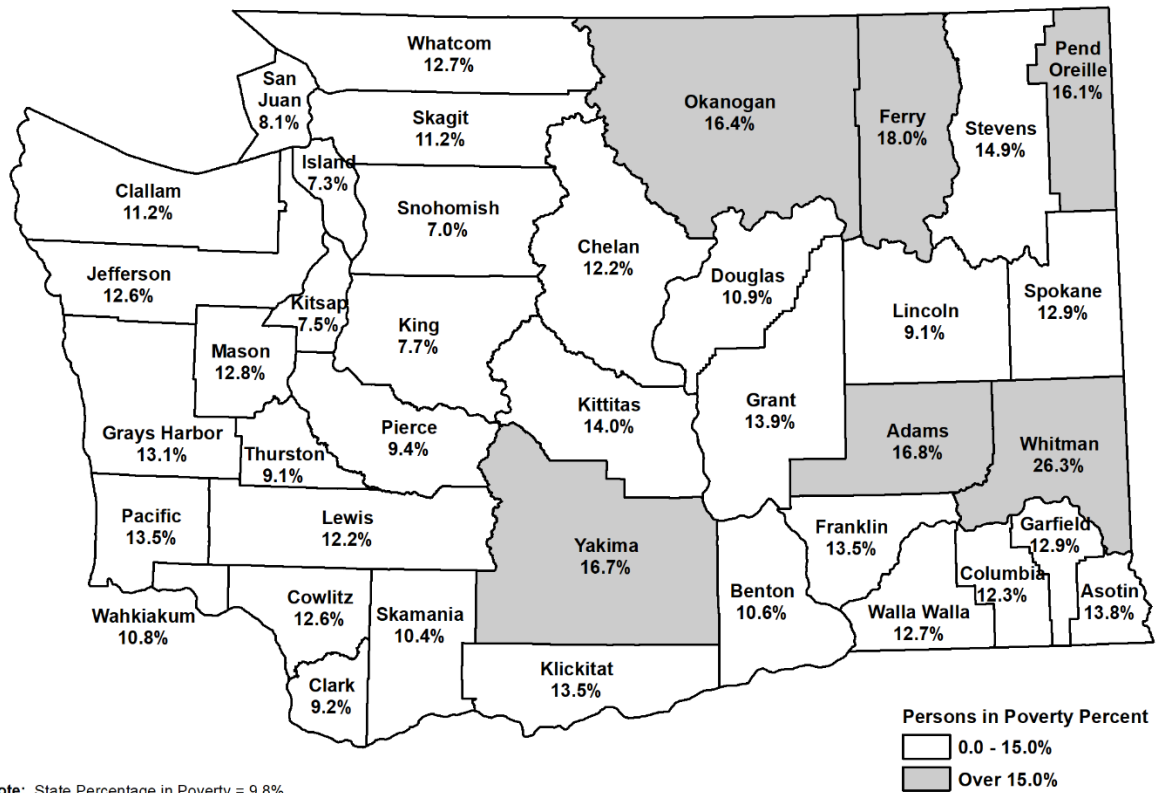 Whatcom
12.7%
San
Juan
8.1%
Skagit
11.2%
Okanogan
16.4%
Ferry
18.0%
Stevens
14.9%
Pend
Oreille
16.1%
Island
7.3%
Clallam
11.2%
Snohomish
7.0%
Chelan
12.2%
Douglas
10.9%
Jefferson
12.6%
Kitsap
7.5%
King
7.7%
Lincoln
9.1%
Spokane
12.9%
Mason
12.8%
Kittitas
14.0%
Grant
13.9%
Grays Harbor
13.1%
Thurston
9.1%
Pierce
9.4%
Adams
16.8%
Whitman
26.3%
Pacific
13.5%
Lewis
12.2%
Yakima
16.7%
Franklin
13.5%
Garfield
12.9%
Columbia
12.3%
Asotin
13.8%
Wahkiakum
10.8%
Cowlitz
12.6%
Skamania
10.4%
Benton
10.6%
Walla Walla
12.7%
Clark
9.2%
Klickitat
13.5%
Persons in Poverty Percent
0.0 - 15.0%
Over 15.0%
ote: State Percentage in Poverty = 9.8%